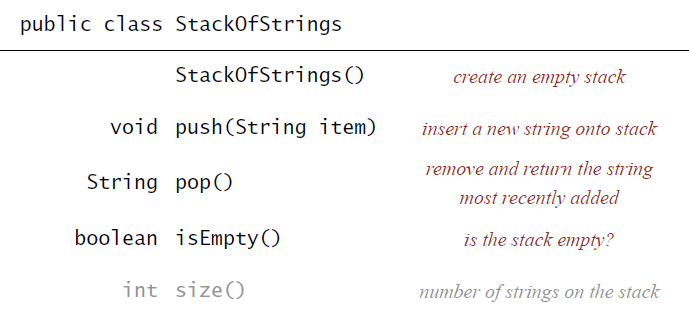 public class StackOfStrings
StackOfStrings() create an empty stack
void push(String item) insert a new string onto stack
String pop() remove and return the string
most recently added
boolean isEmpty() is the stack empty?
int size() number of strings on the stack